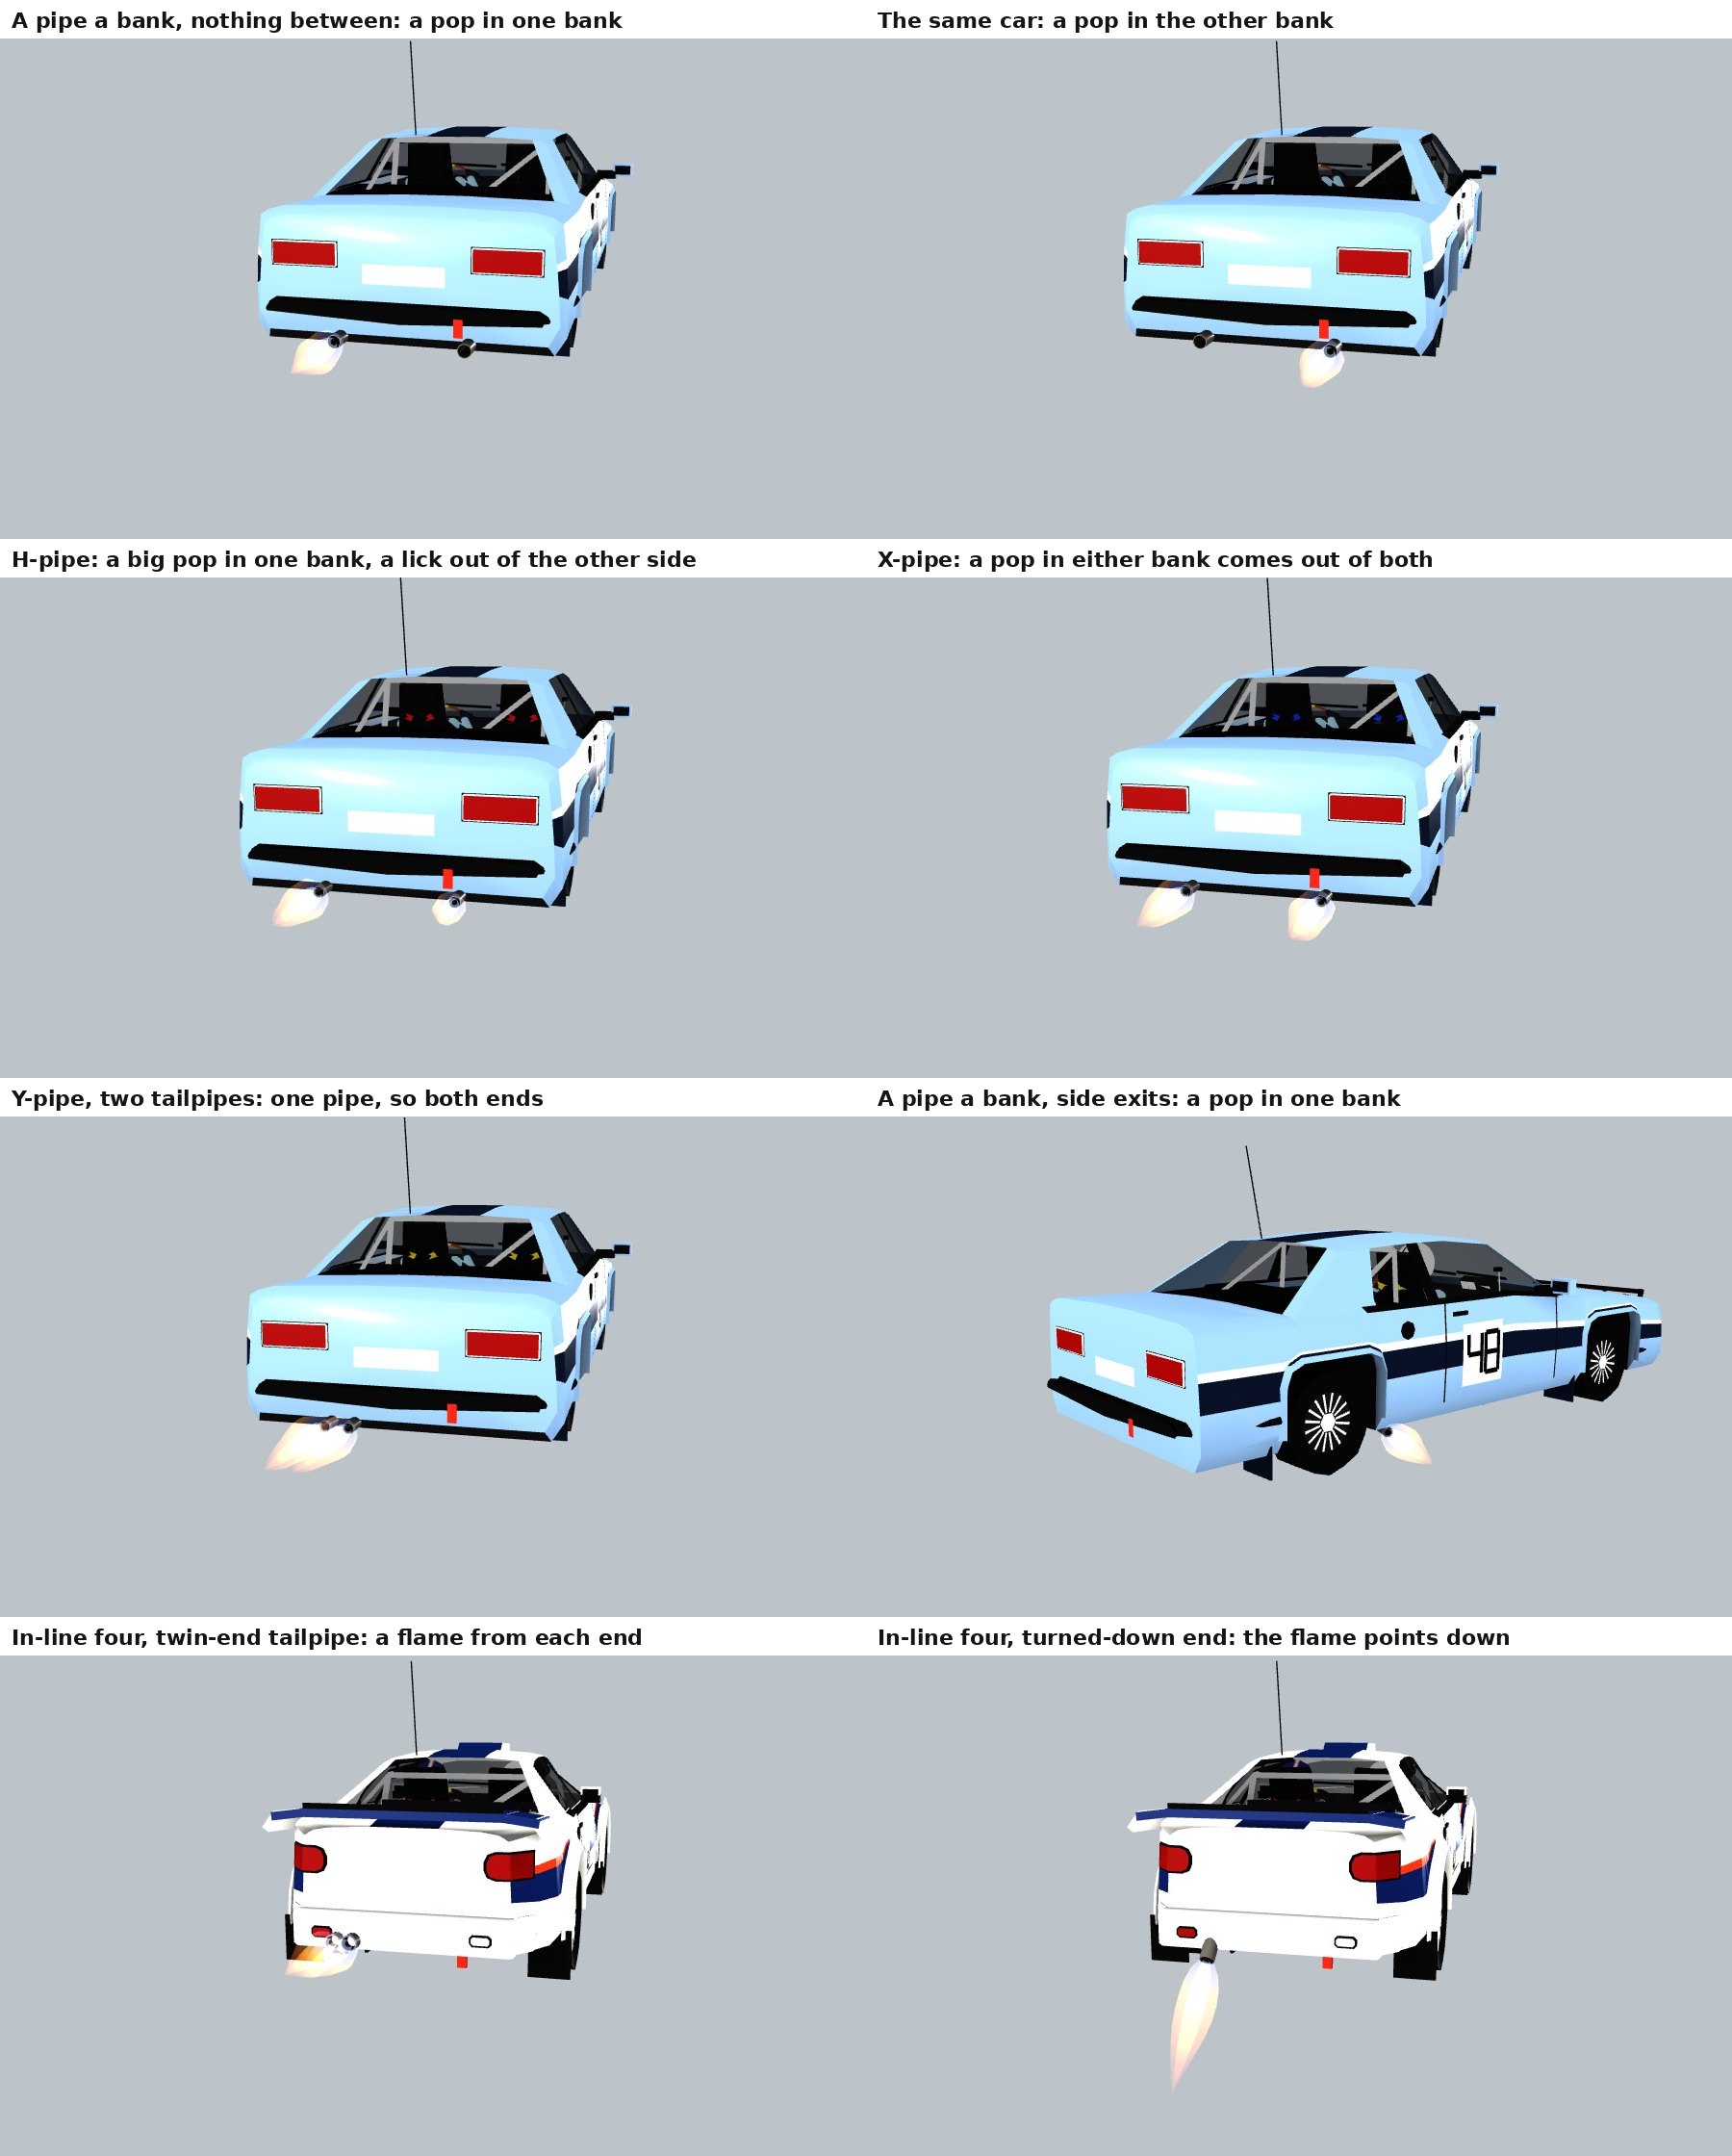 A pipe a bank, nothing between: a pop in one bank
The same car: a pop in the other bank
H-pipe: a big pop in one bank, a lick out of the other side
X-pipe: a pop in either bank comes out of both
Y-pipe, two tailpipes: one pipe, so both ends
A pipe a bank, side exits: a pop in one bank
48
In-line four, twin-end tailpipe: a flame from each end
In-line four, turned-down end: the flame points down